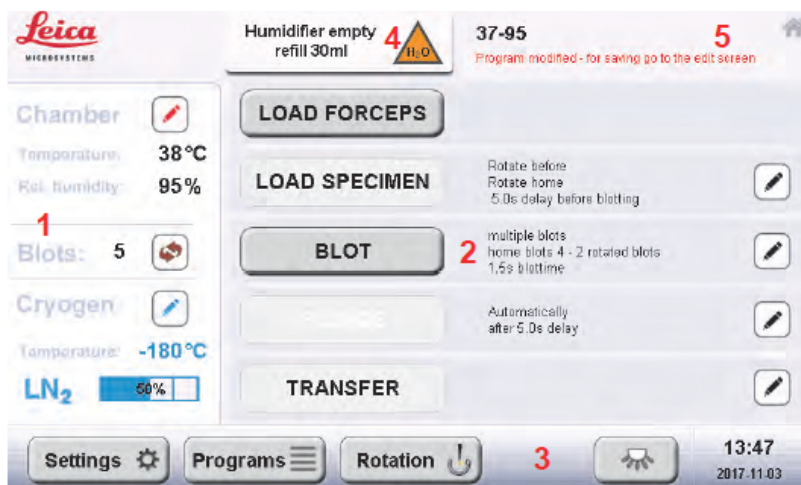 Leica
MICROSYSTEMS
Humidifier empty
refill 30ml
4
H₂O
37-95
5
Program modified - for saving go to the edit screen
Chamber
Temperature:
38°C
Rel. humidity:
95%
1
Blots:
5
Cryogen
Temperature:
-180°C
LN₂
50%
LOAD FORCEPS
LOAD SPECIMEN
Rotate before
Rotate home
5.0s delay before blotting
BLOT
2
multiple blots
home blots 4 - 2 rotated blots
1,5s blottime
Automatically
after 5.0s delay
TRANSFER
Settings
Programs
Rotation
3
13:47
2017-11-03